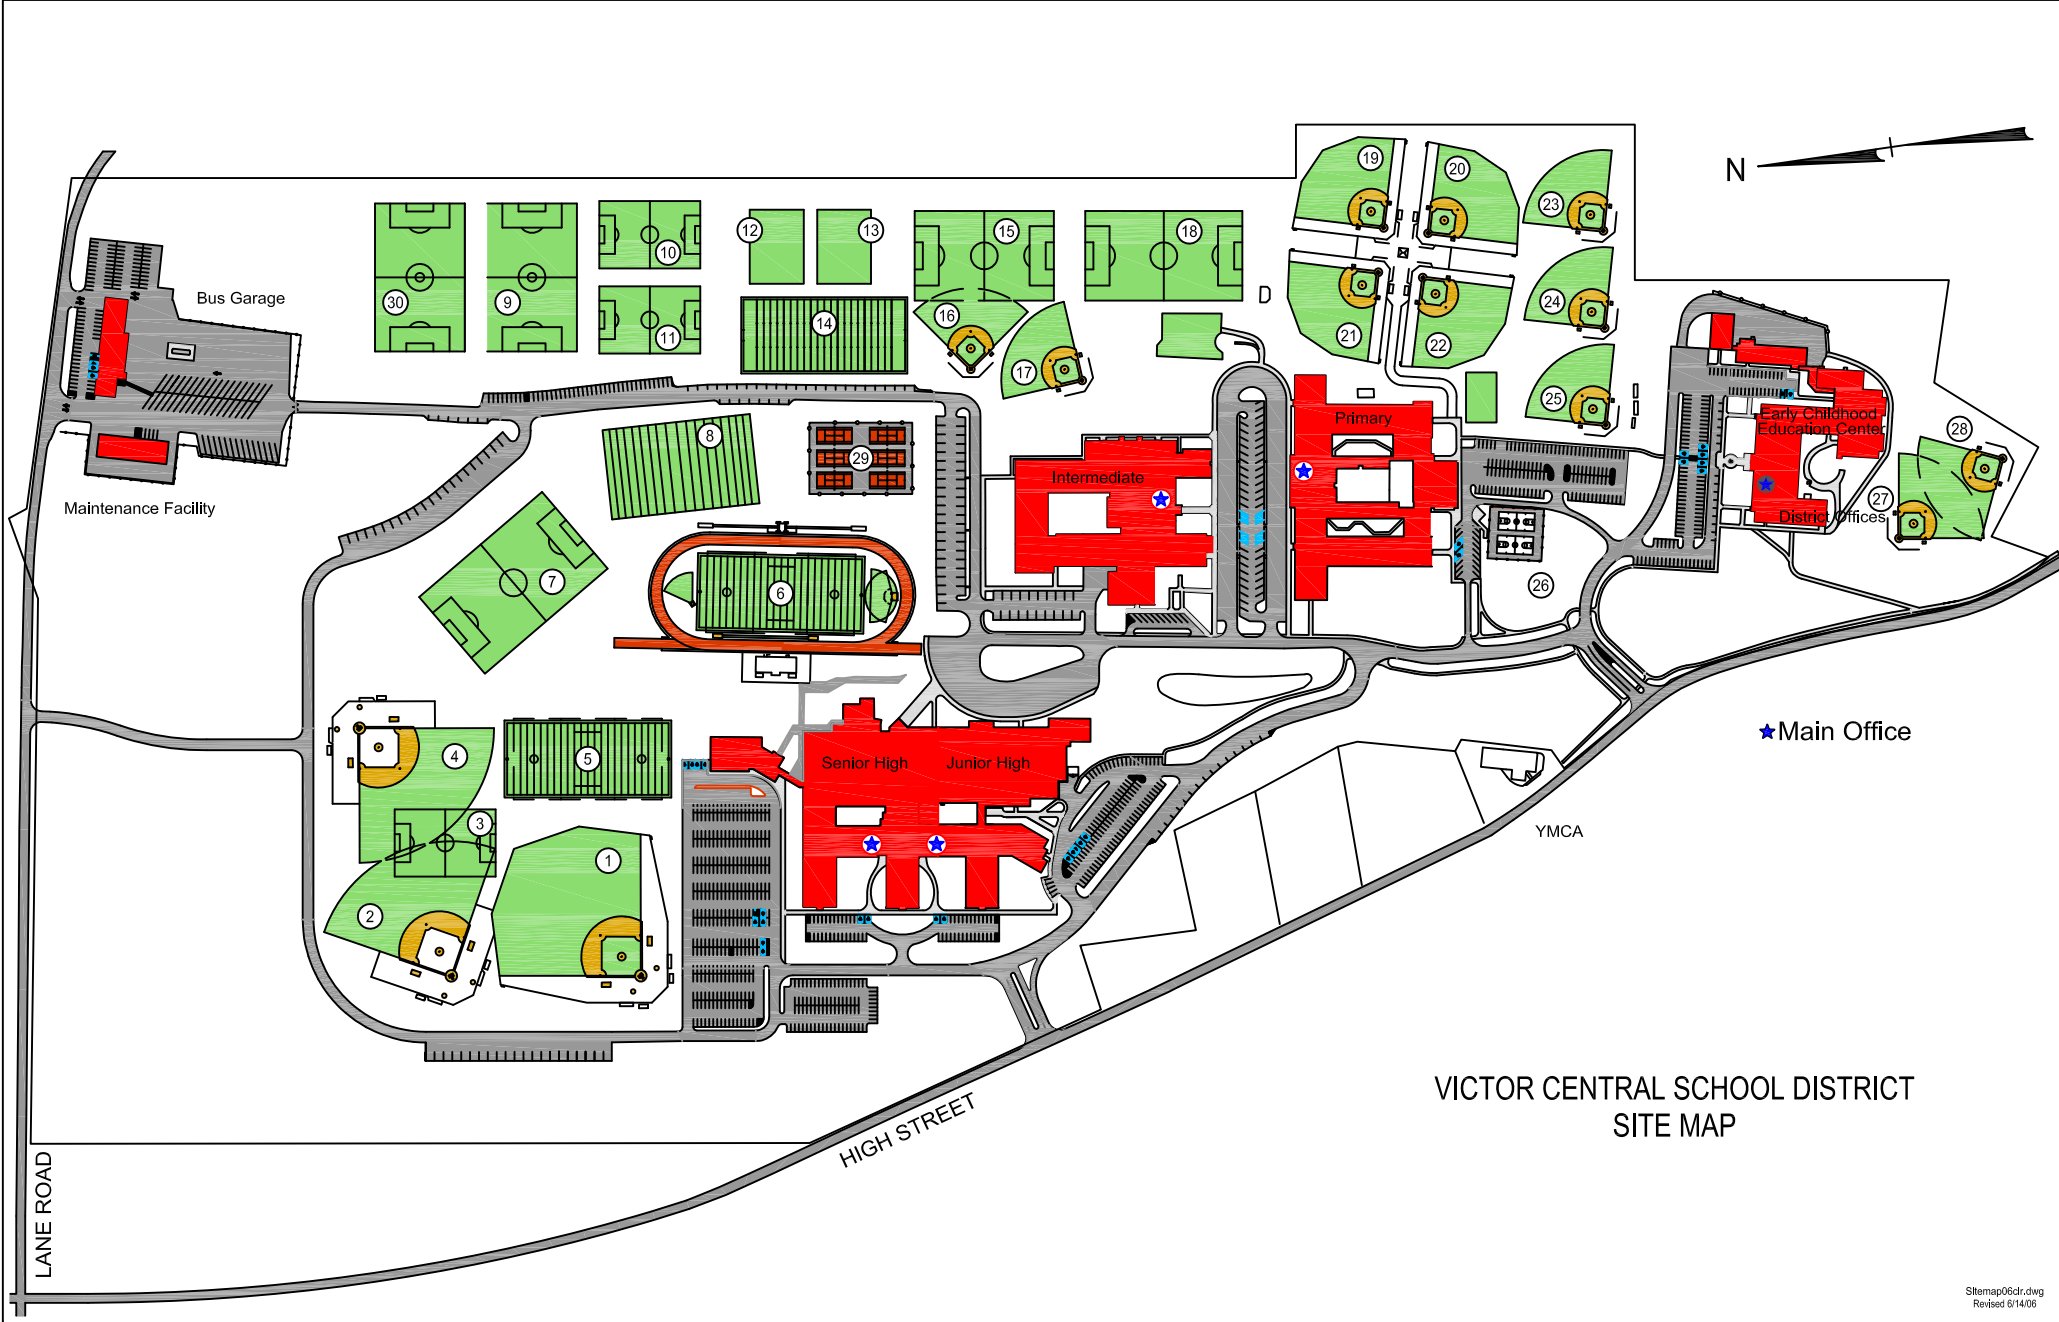 19
20
N
23
12
13
15
18
10
Bus Garage
30
9
24
16
14
11
21
22
17
25
Primary
Early Childhood
Education Center
28
8
29
Intermediate
27
Maintenance Facility
District Offices
7
6
26
Main Office
4
5
Senior High
Junior High
3
YMCA
1
2
VICTOR CENTRAL SCHOOL DISTRICT
SITE MAP
HIGH STREET
LANE ROAD
SItemap06clr.dwg
Revised 6/14/06